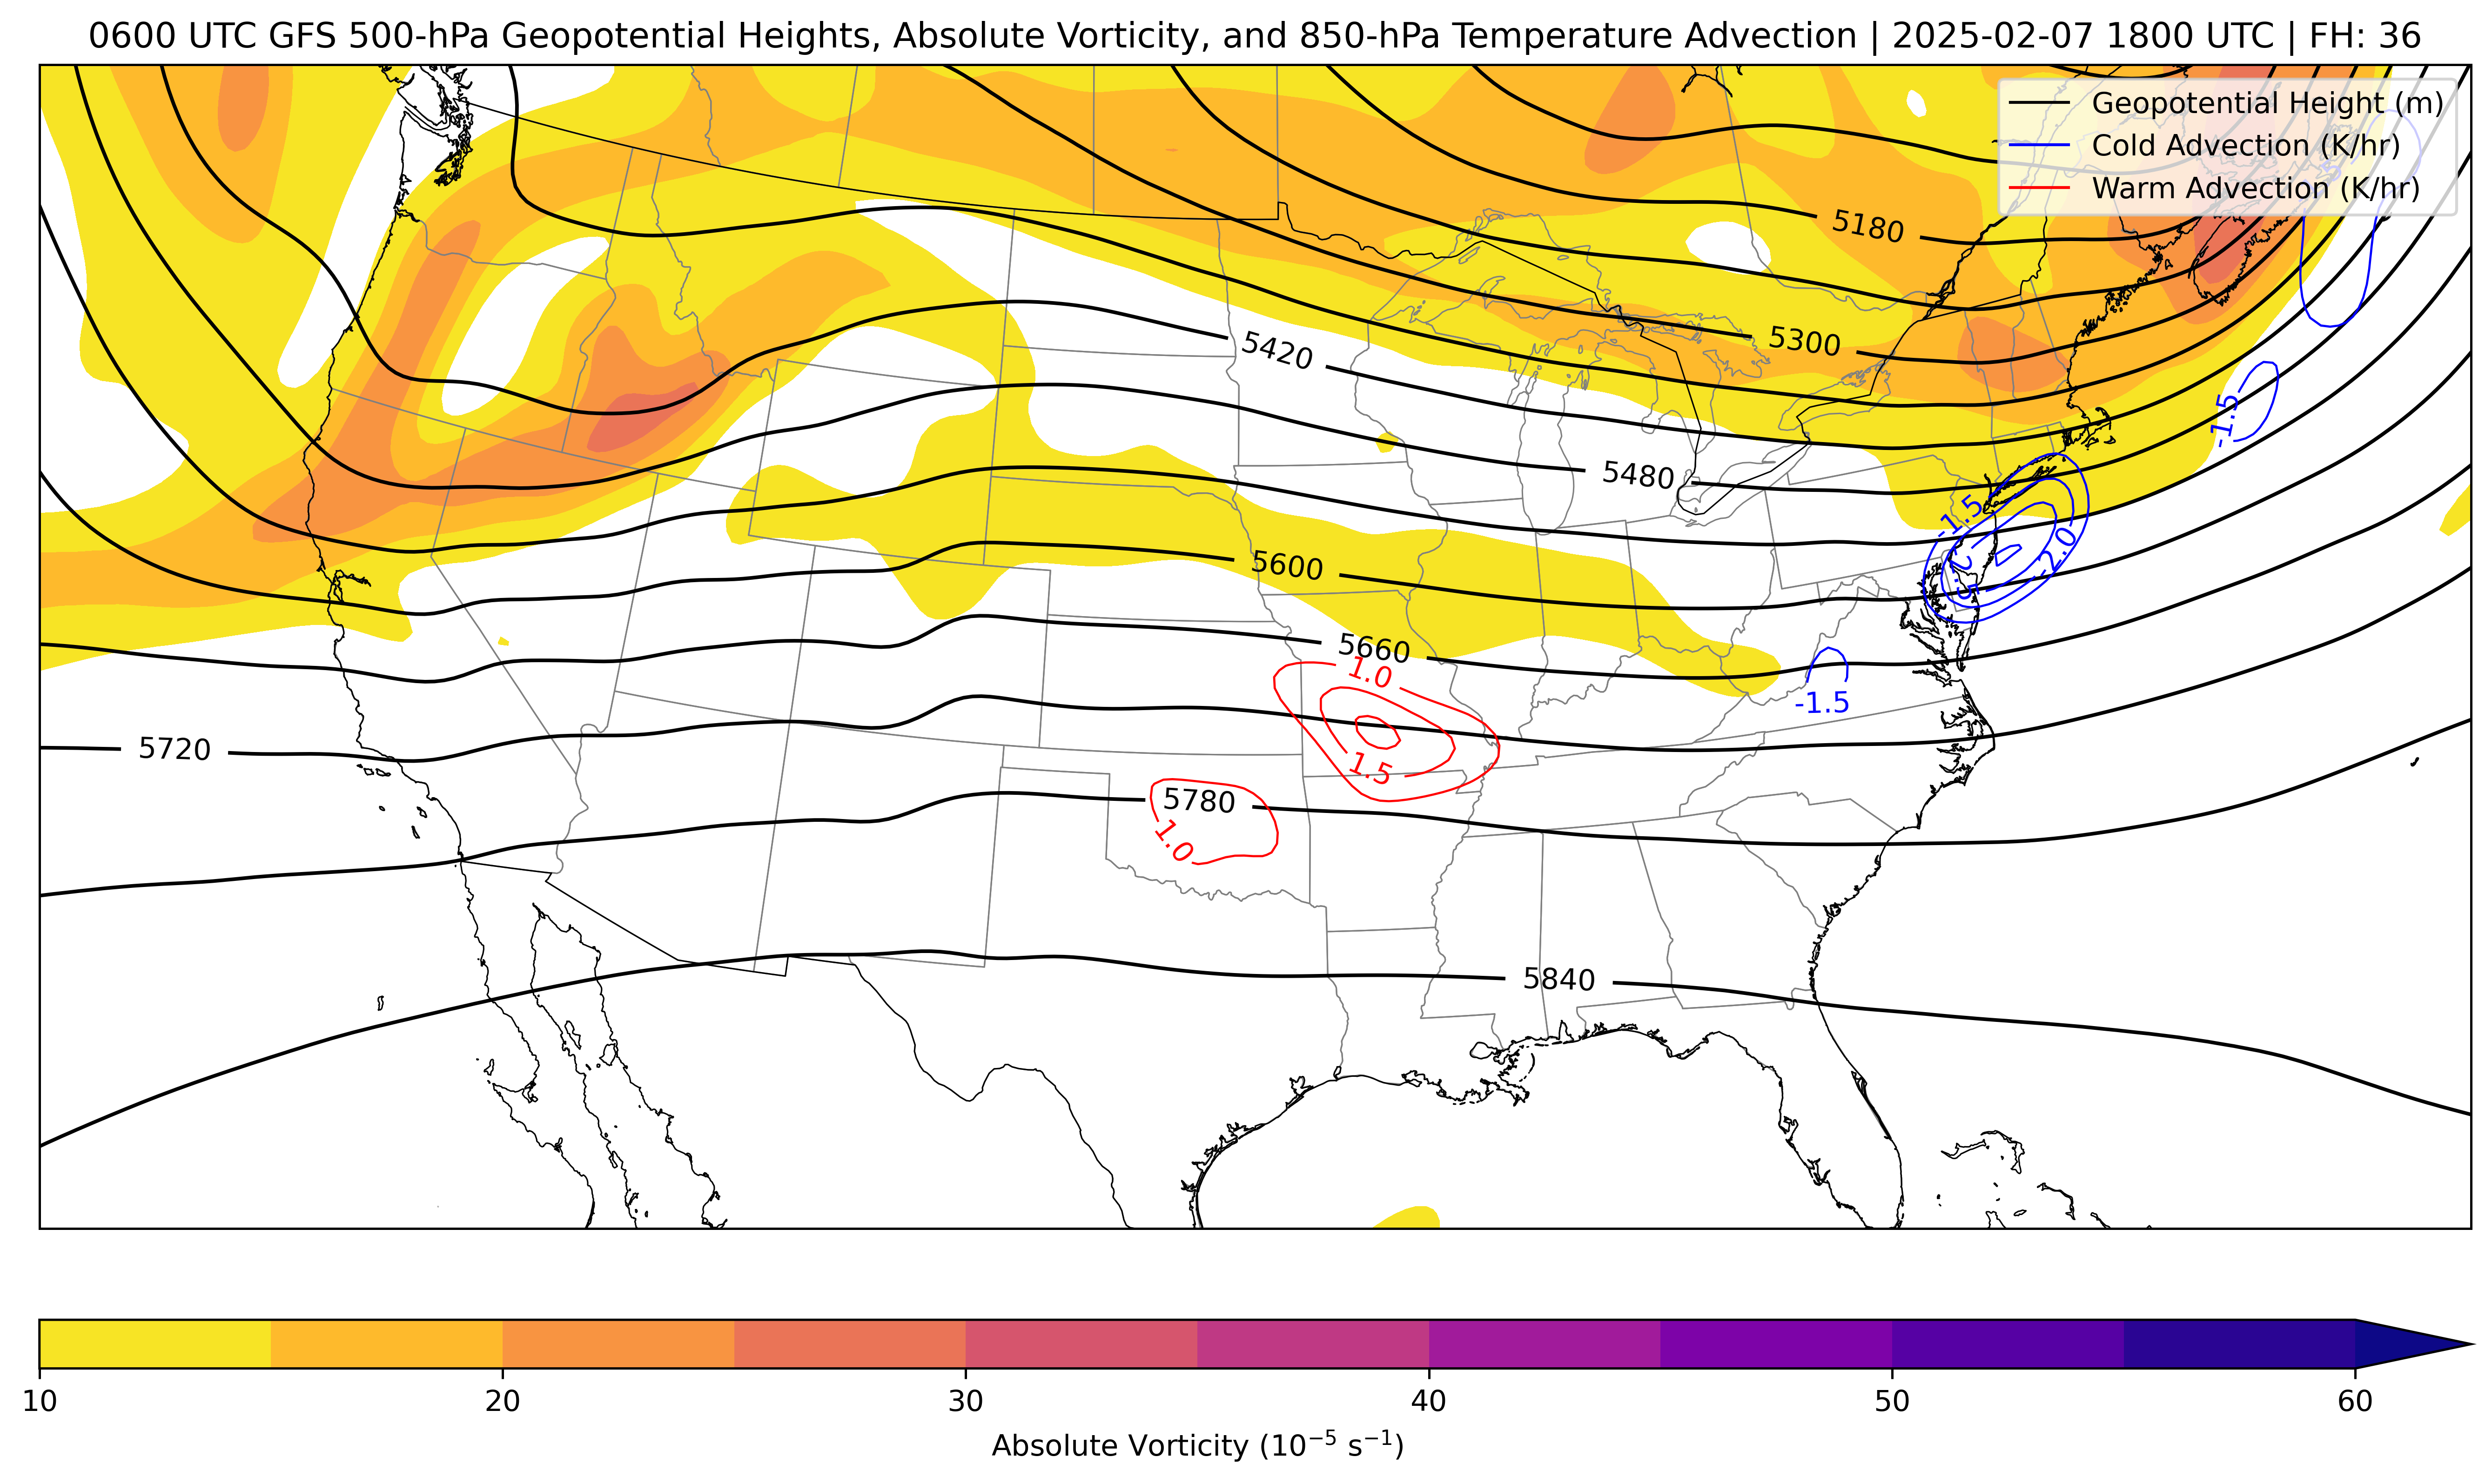 0600 UTC GFS 500-hPa Geopotential Heights, Absolute Vorticity, and 850-hPa Temperature Advection | 2025-02-07 1800 UTC | FH: 36
Geopotential Height (m)
Cold Advection (K/hr)
Warm Advection (K/hr)
5180
5300
5420
-1.5
5480
-1.5
-2.0
-2.5
5600
5660
1.0
-1.5
5720
1.5
5780
1.0
5840
10 20 30 40 50 60
Absolute Vorticity (10⁻⁵ s⁻¹)